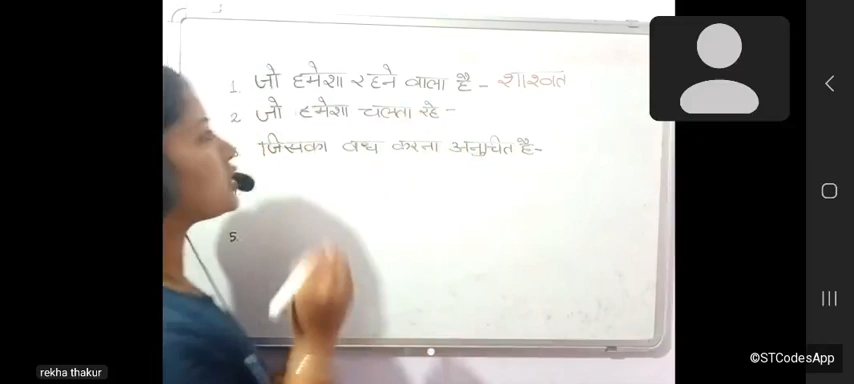 1. जो हमेशा रहने वाला है - शाश्वत
2. जो हमेशा चलता रहे -
जिसका वध करना अनुचित है -
5.
©STCodesApp
rekha thakur